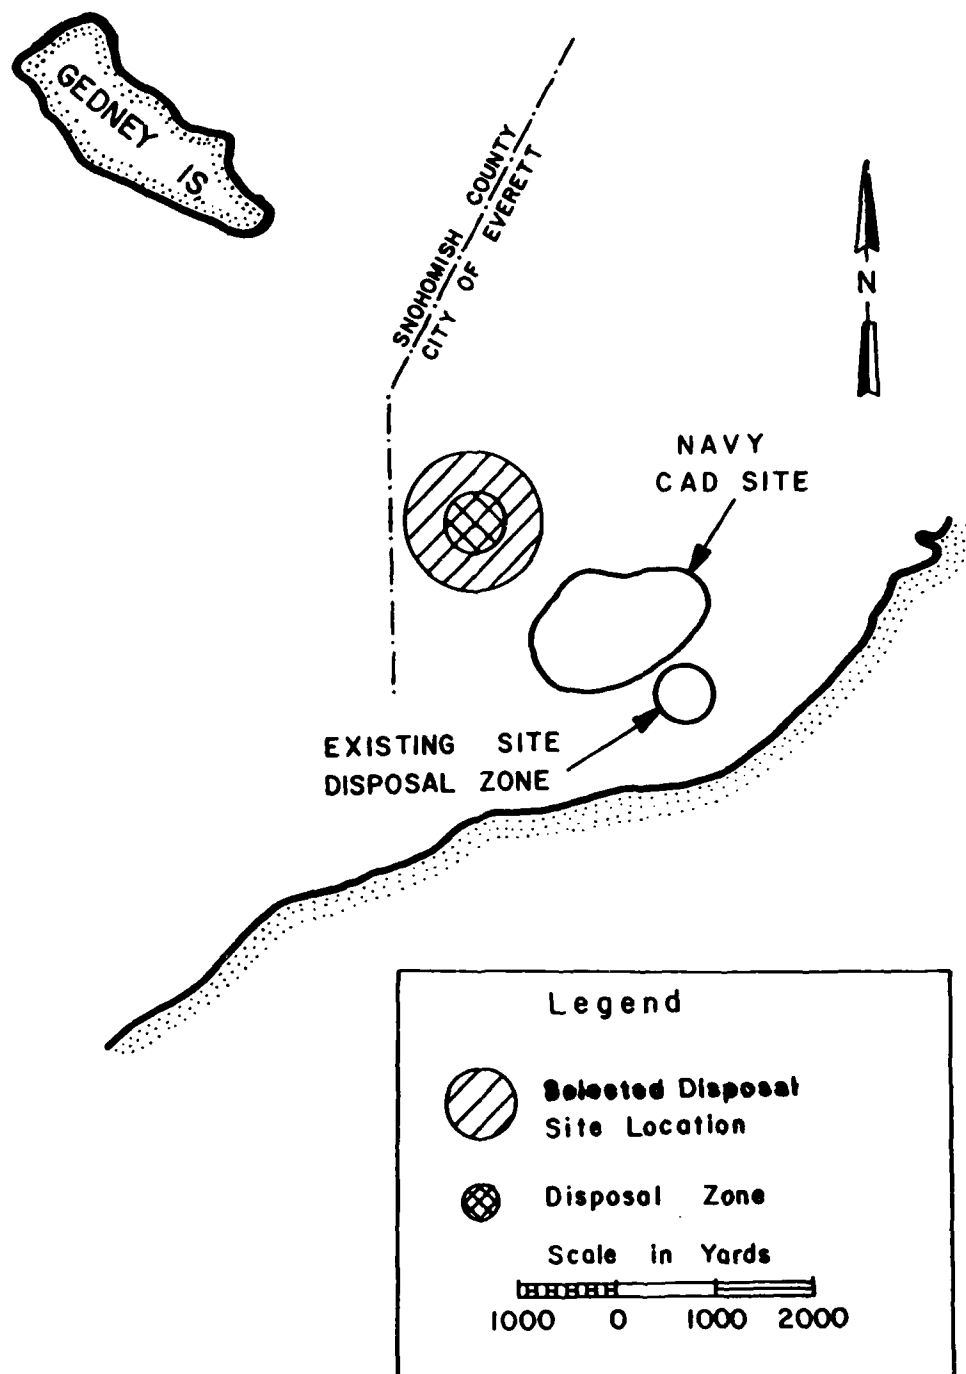 GEDNEY IS.
SNOHOMISH COUNTY
CITY OF EVERETT
N
NAVY
CAD SITE
EXISTING SITE
DISPOSAL ZONE
Legend
Selected Disposal
Site Location
Disposal Zone
Scale in Yards
1000 0 1000 2000